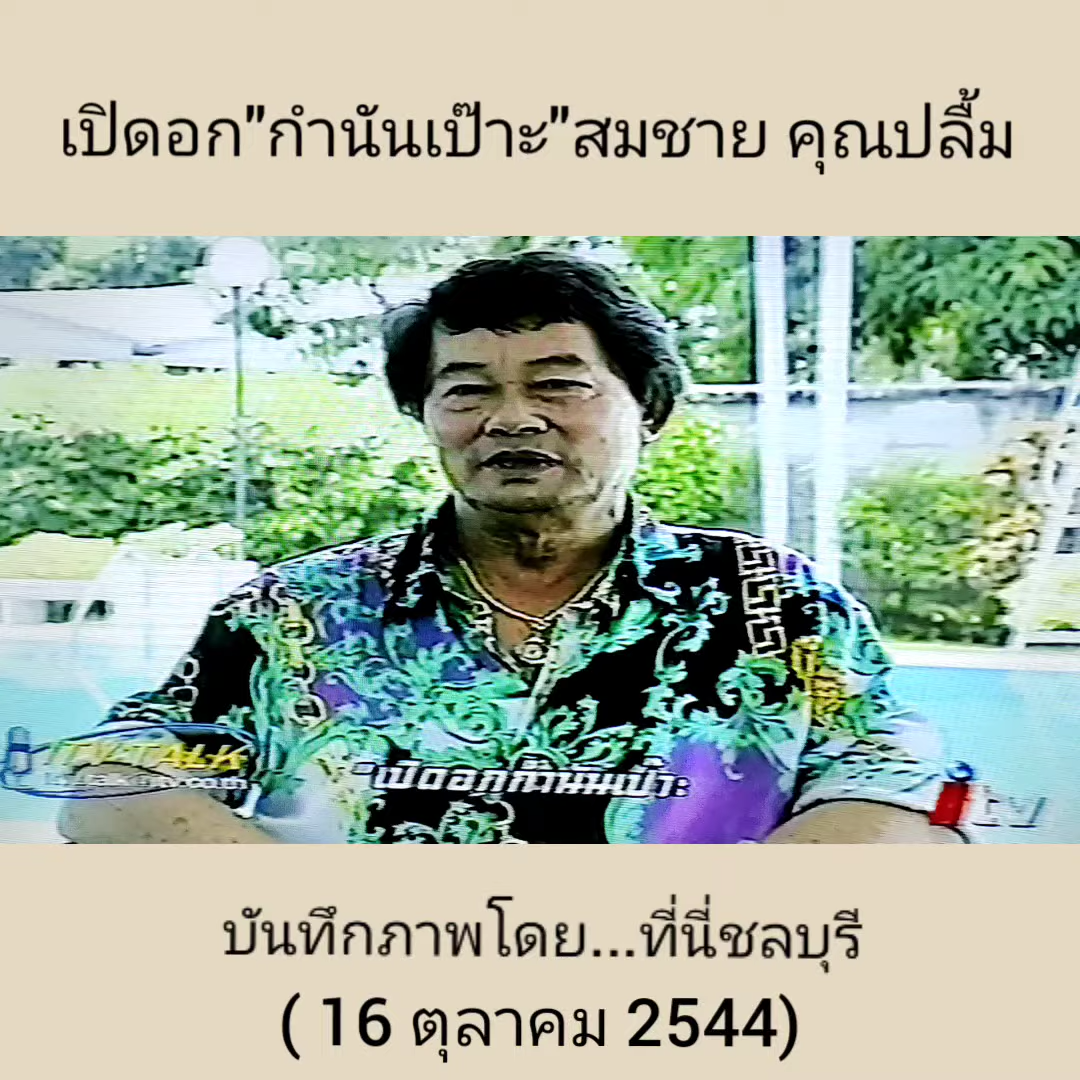 เปิดอก"กำนันเป๊าะ"สมชาย คุณปลื้ม
"เปิดอกกำนันเป๊าะ
itv
บันทึกภาพโดย...ที่นี่ชลบุรี
( 16 ตุลาคม 2544)